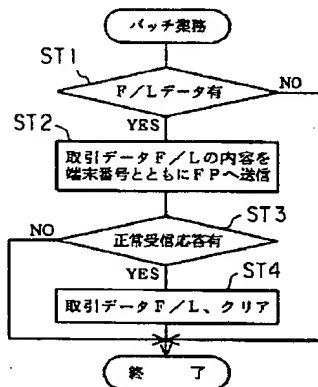 バッチ業務
ST1
F/Lデータ有
NO
YES
ST2
取引データF/Lの内容を
端末番号とともにFPへ送信
ST3
NO
正常受信応答有
YES
ST4
取引データF/L、クリア
終 了